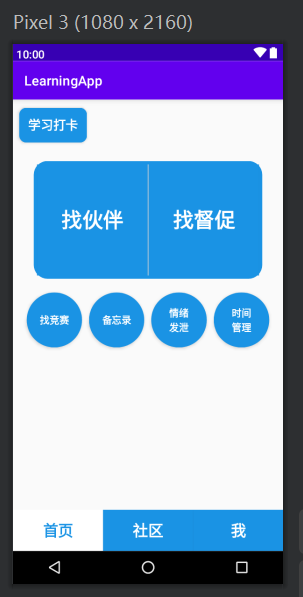 Pixel 3 (1080 x 2160)
10:00
LearningApp
学习打卡
找伙伴 找督促
找竞赛 备忘录 情绪 时间
发泄 管理
首页 社区 我